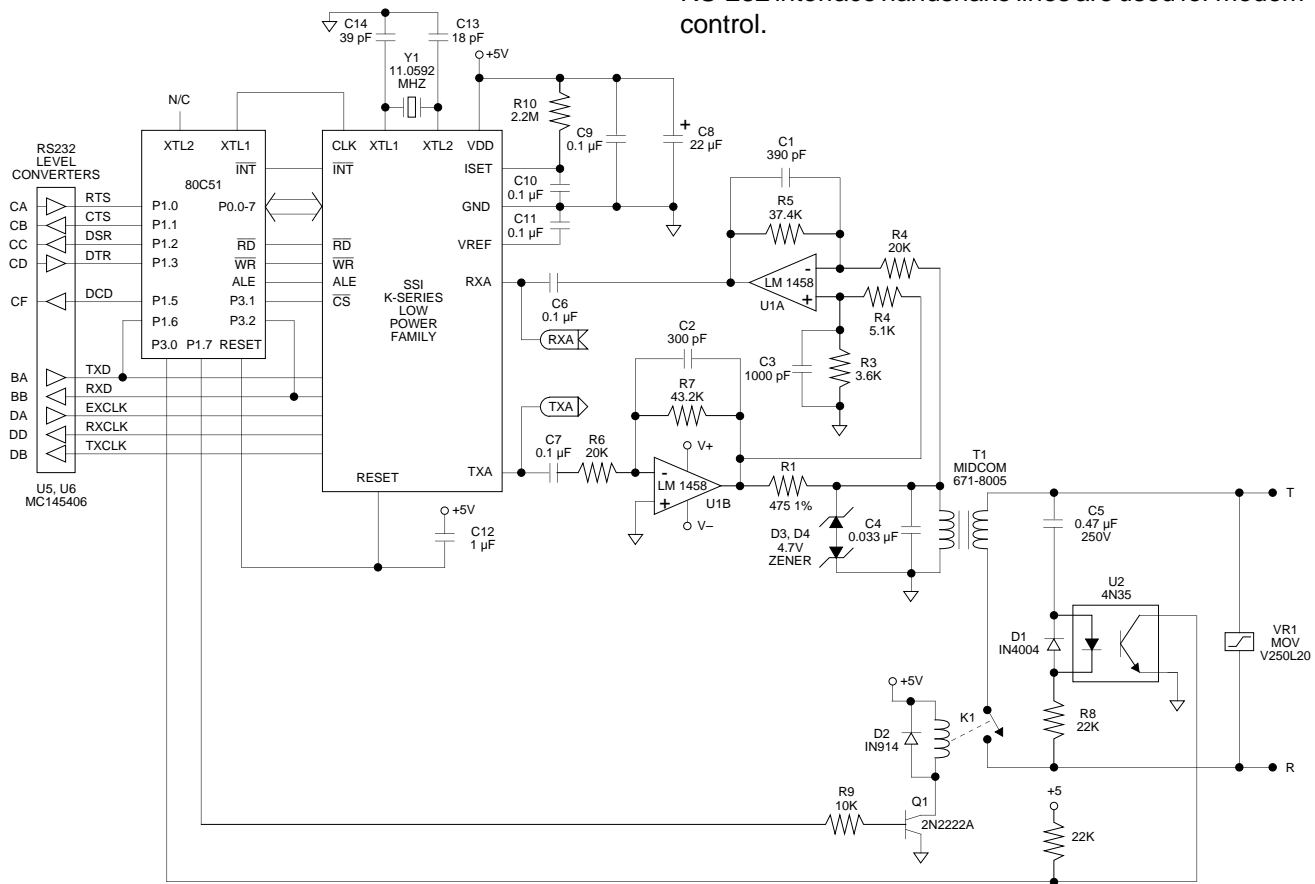 RS-232 interface handshake lines are used for modem
control.
C14
39 pF
C13
18 pF
Y1
11.0592
MHZ
+5V
N/C
R10
2.2M
C9
0.1 µF
+
C8
22 µF
C1
390 pF
RS232
LEVEL
CONVERTERS
XTL2
XTL1
INT
80C51
P0.0-7
RD
WR
ALE
P3.1
P3.2
P1.0
P1.1
P1.2
P1.3
P1.5
P1.6
P3.0
P1.7
RESET
CLK
XTL1
XTL2
VDD
INT
ISET
GND
VREF
RD
WR
ALE
CS
RXA
SSI
K-SERIES
LOW
POWER
FAMILY
TXA
RESET
CA
RTS
CB
CTS
CC
DSR
CD
DTR
CF
DCD
BA
TXD
BB
RXD
DA
EXCLK
DD
RXCLK
DB
TXCLK
U5, U6
MC145406
C10
0.1 µF
C11
0.1 µF
R5
37.4K
R4
20K
-
LM 1458
+
U1A
R4
5.1K
C6
0.1 µF
RXA
C2
300 pF
C3
1000 pF
R3
3.6K
R7
43.2K
TXA
C7
0.1 µF
R6
20K
V+
-
LM 1458
+
U1B
V–
R1
475 1%
T1
MIDCOM
671-8005
T
+5V
C12
1 µF
D3, D4
4.7V
ZENER
C4
0.033 µF
C5
0.47 µF
250V
U2
4N35
D1
IN4004
VR1
MOV
V250L20
+5V
D2
IN914
K1
R8
22K
R
R9
10K
Q1
2N2222A
+5
22K